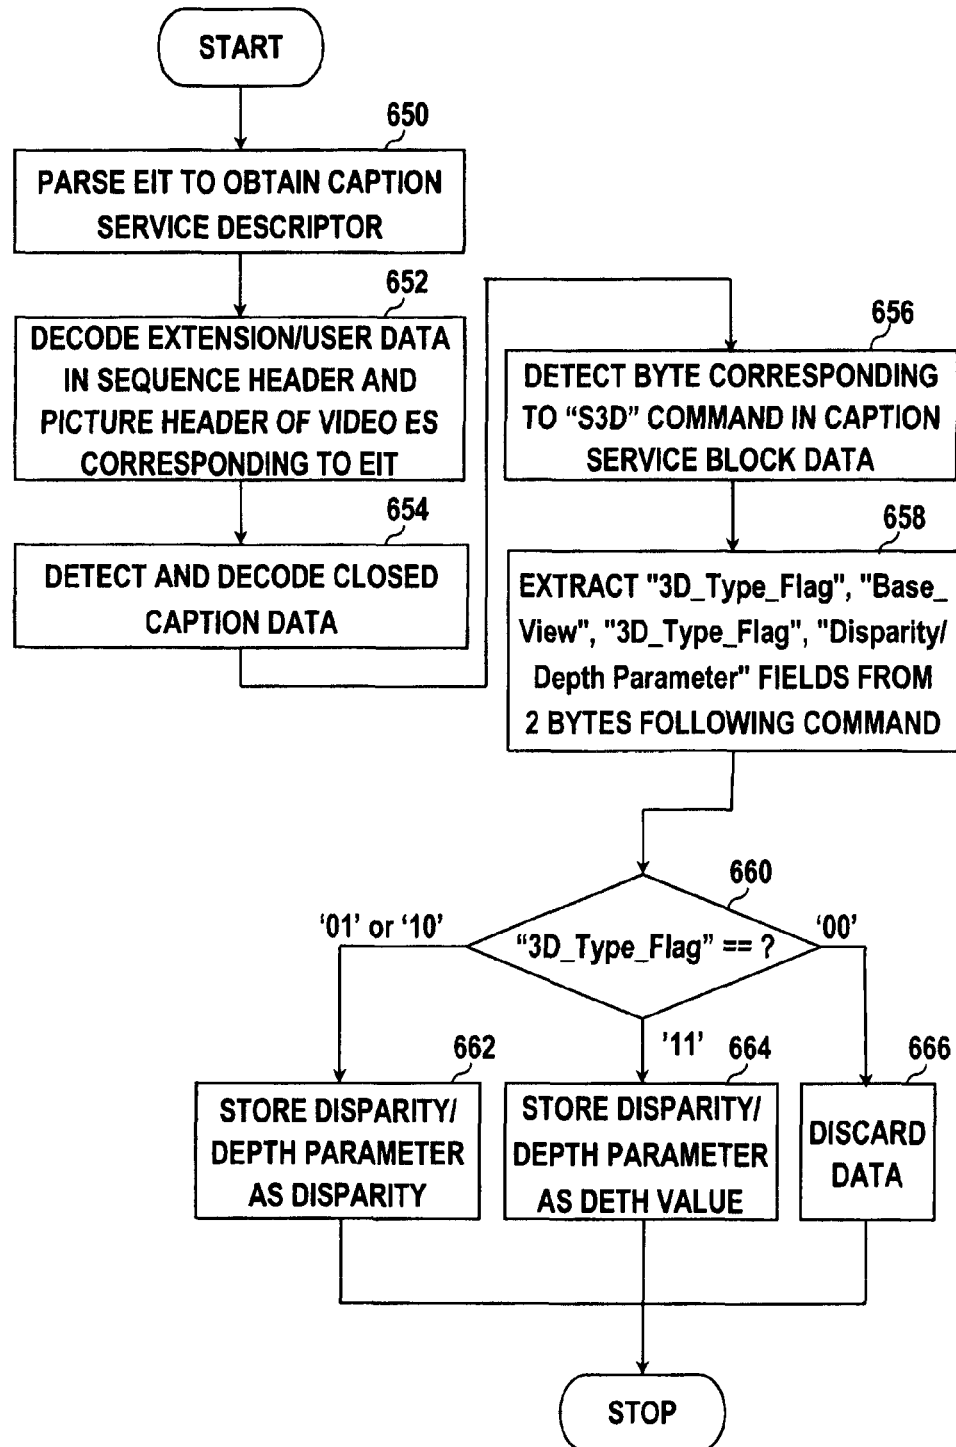 START
650
PARSE EIT TO OBTAIN CAPTION
SERVICE DESCRIPTOR
652
DECODE EXTENSION/USER DATA
IN SEQUENCE HEADER AND
PICTURE HEADER OF VIDEO ES
CORRESPONDING TO EIT
654
DETECT AND DECODE CLOSED
CAPTION DATA
656
DETECT BYTE CORRESPONDING
TO “S3D” COMMAND IN CAPTION
SERVICE BLOCK DATA
658
EXTRACT "3D_Type_Flag", "Base_
View", "3D_Type_Flag", "Disparity/
Depth Parameter" FIELDS FROM
2 BYTES FOLLOWING COMMAND
660
“3D_Type_Flag” == ?
‘01’ or ‘10’
‘00’
‘11’
662
STORE DISPARITY/
DEPTH PARAMETER
AS DISPARITY
664
STORE DISPARITY/
DEPTH PARAMETER
AS DETH VALUE
666
DISCARD
DATA
STOP